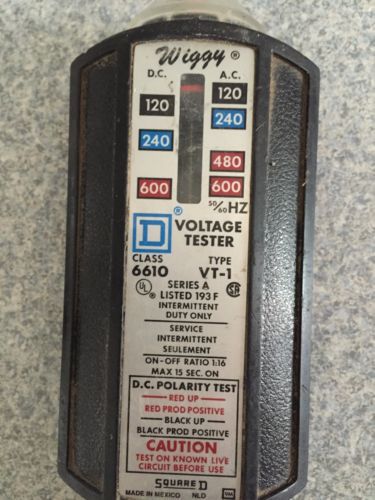 Wiggy ®
D.C. A.C.
120 120
240 240
480
600 600
50/60 HZ
D ® VOLTAGE
TESTER
CLASS TYPE
6610 VT-1
UL ® SERIES A SA
LISTED 193 F
INTERMITTENT
DUTY ONLY
SERVICE
INTERMITTENT
SEULEMENT
ON-OFF RATIO 1:16
MAX 15 SEC. ON
D.C. POLARITY TEST
RED UP
RED PROD POSITIVE
BLACK UP
BLACK PROD POSITIVE
CAUTION
TEST ON KNOWN LIVE
CIRCUIT BEFORE USE
SQUARE D
MADE IN MEXICO NLD